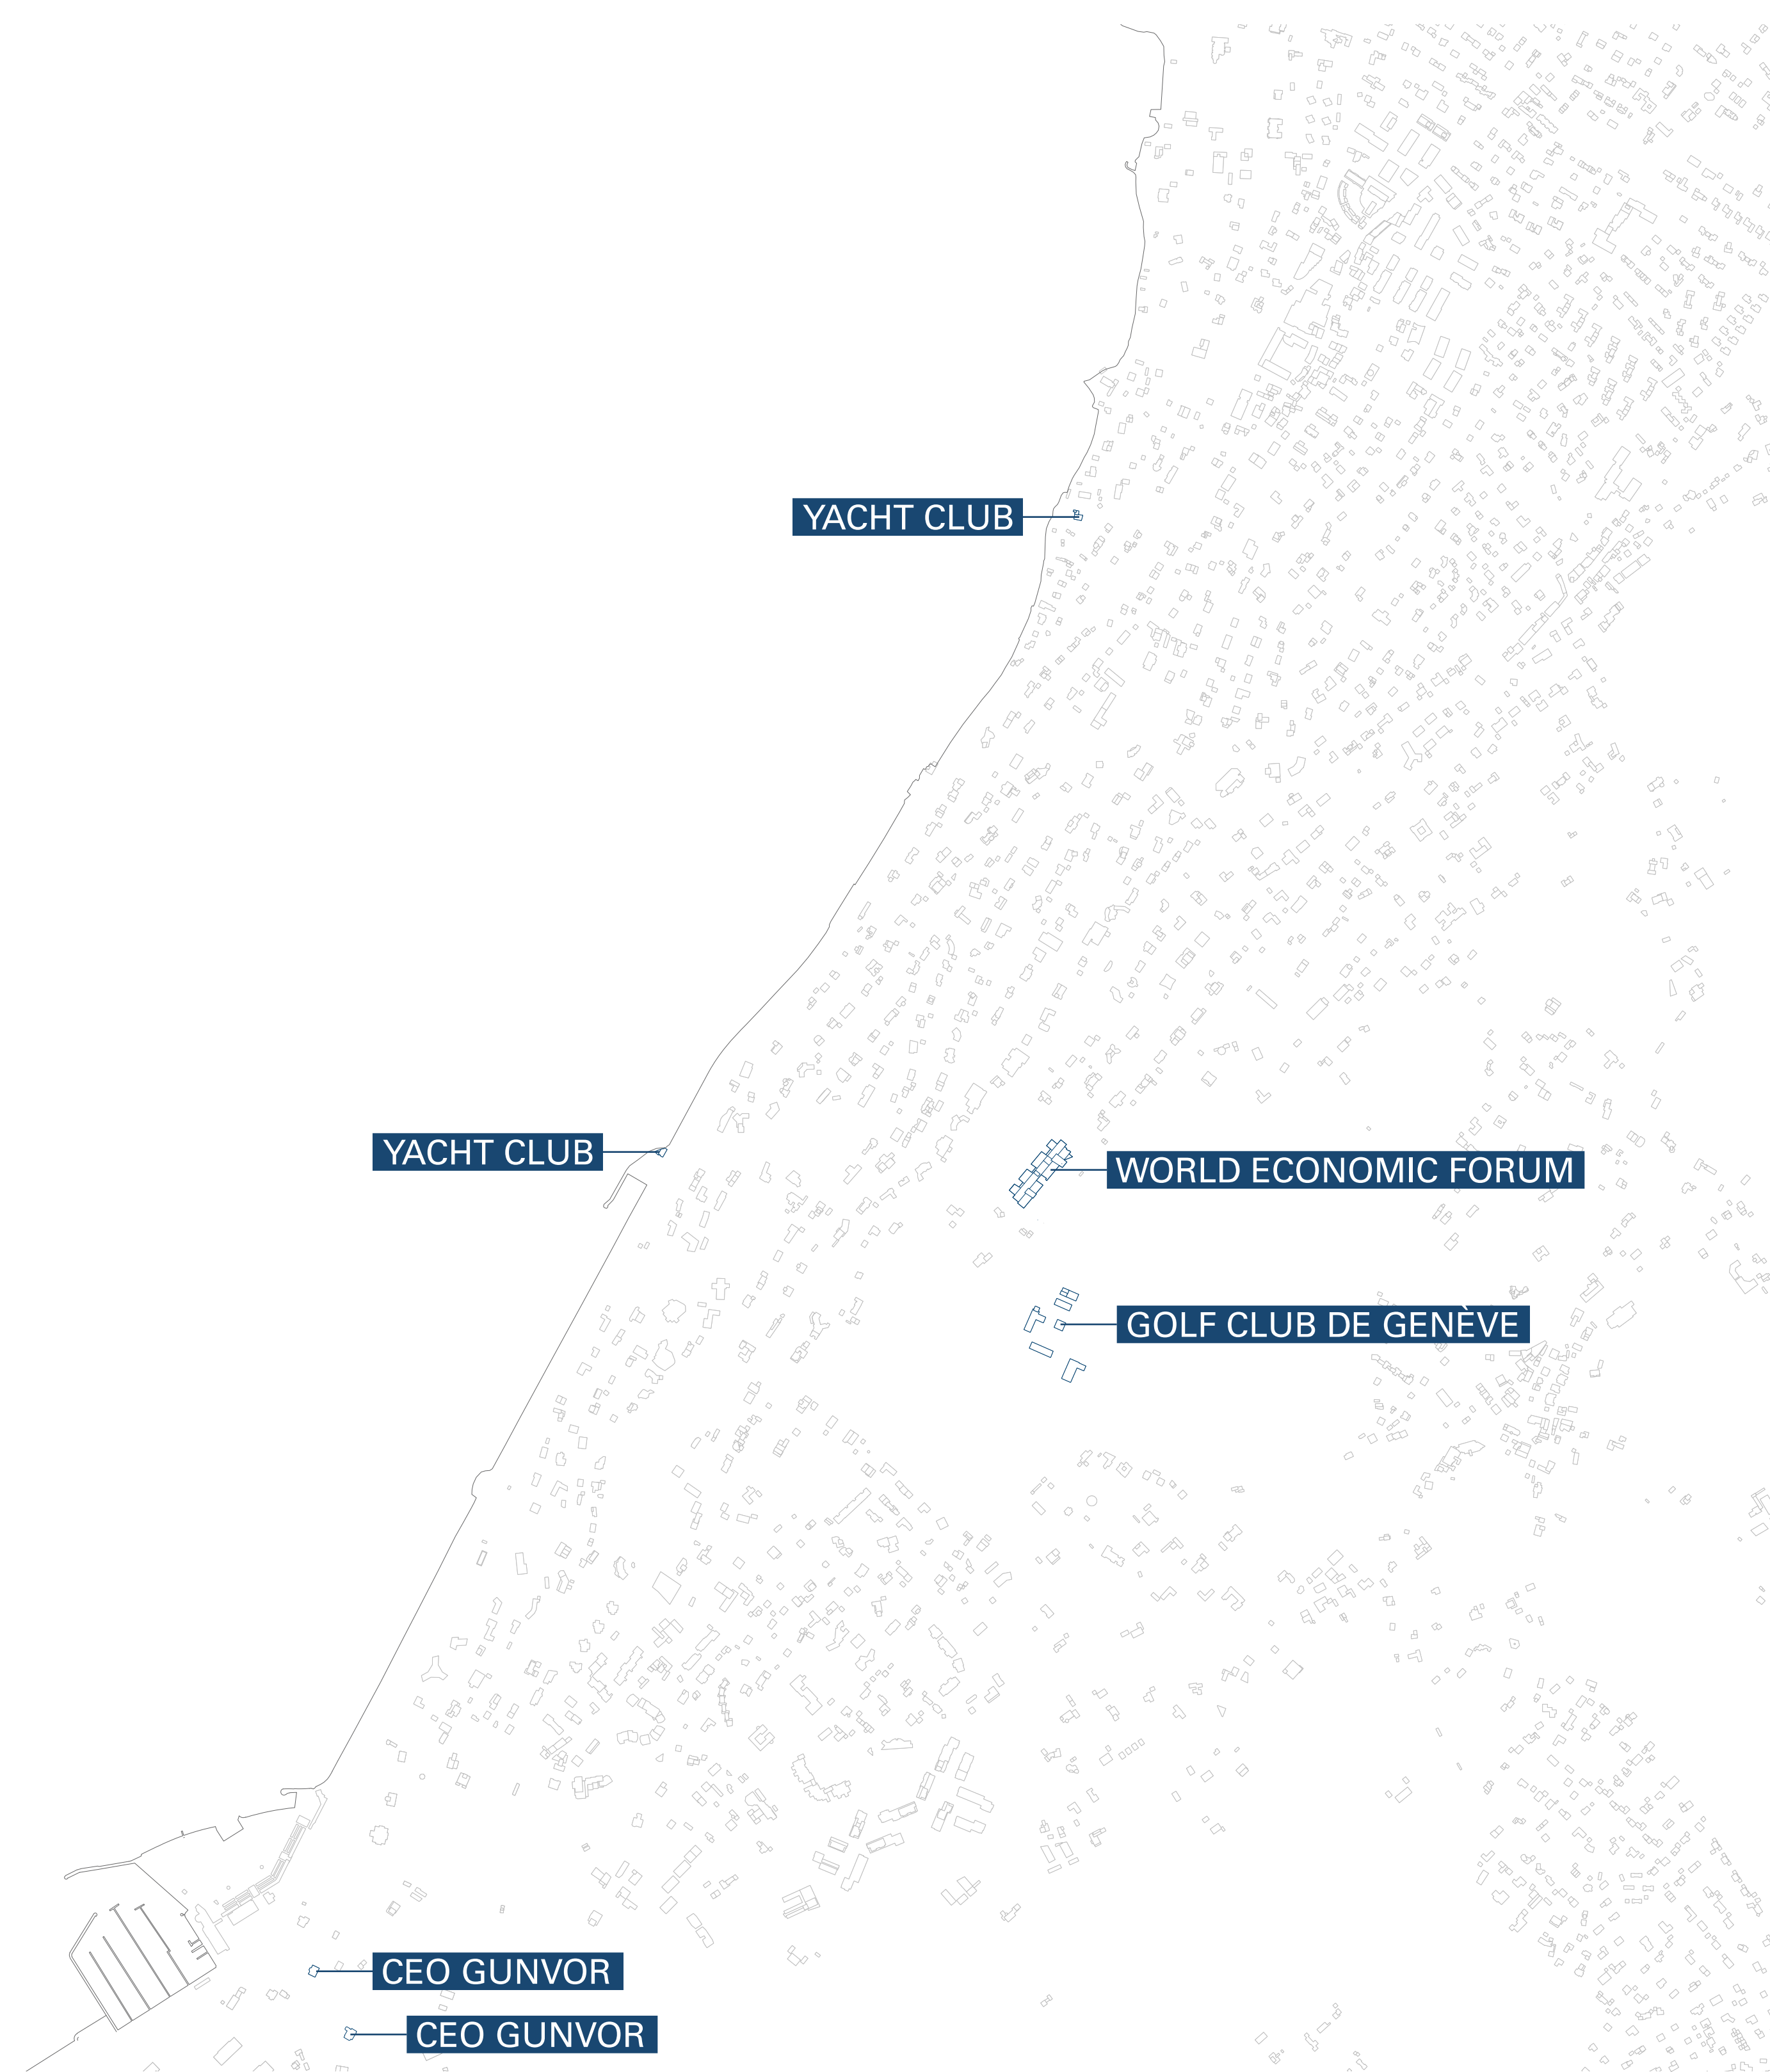 YACHT CLUB
YACHT CLUB
WORLD ECONOMIC FORUM
GOLF CLUB DE GENÈVE
CEO GUNVOR
CEO GUNVOR